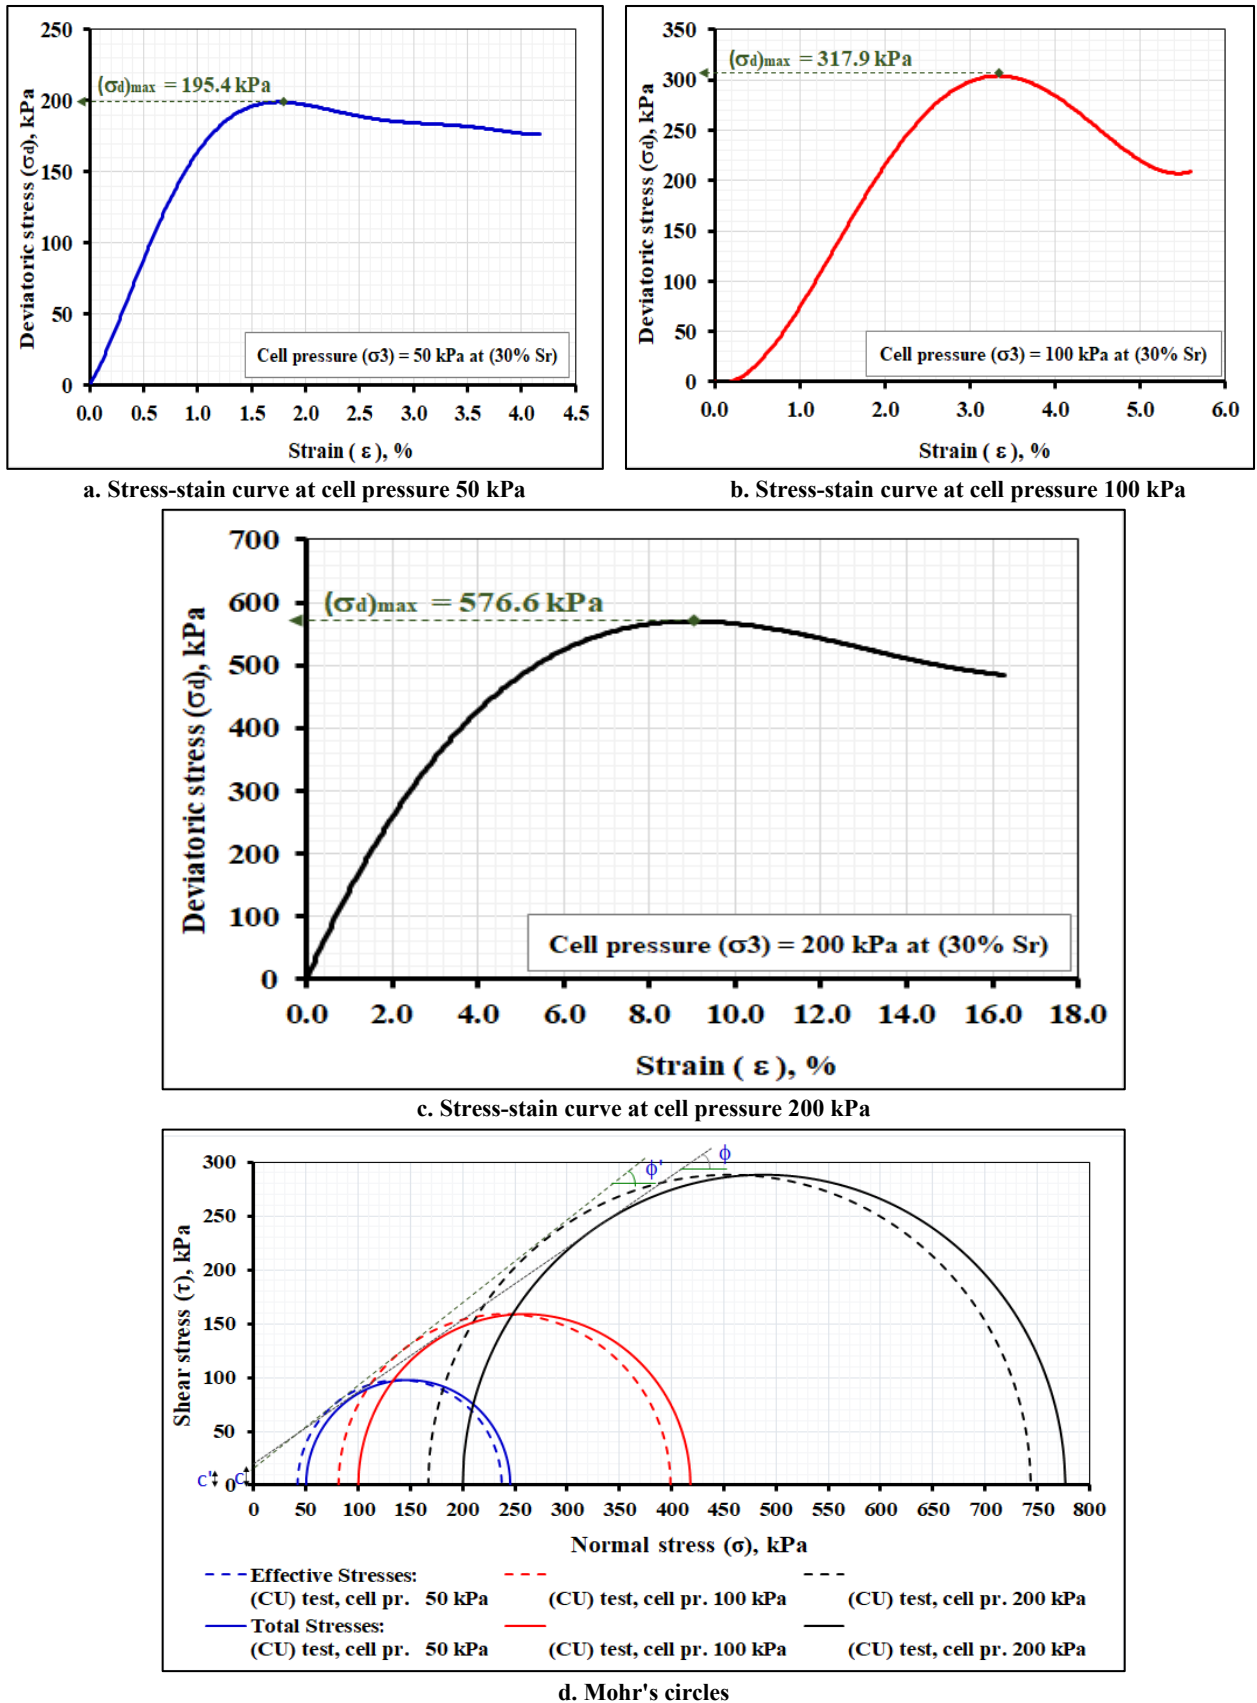 250
200
150
100
50
0
Deviatoric stress (σd), kPa
(σd)max = 195.4 kPa
Cell pressure (σ3) = 50 kPa at (30% Sr)
0.0 0.5 1.0 1.5 2.0 2.5 3.0 3.5 4.0 4.5
Strain ( ε ), %
350
300
250
200
150
100
50
0
Deviatoric stress (σd), kPa
(σd)max = 317.9 kPa
Cell pressure (σ3) = 100 kPa at (30% Sr)
0.0 1.0 2.0 3.0 4.0 5.0 6.0
Strain ( ε ), %
a. Stress-stain curve at cell pressure 50 kPa
b. Stress-stain curve at cell pressure 100 kPa
700
600
500
400
300
200
100
0
Deviatoric stress (σd), kPa
(σd)max = 576.6 kPa
Cell pressure (σ3) = 200 kPa at (30% Sr)
0.0 2.0 4.0 6.0 8.0 10.0 12.0 14.0 16.0 18.0
Strain ( ε ), %
c. Stress-stain curve at cell pressure 200 kPa
300
250
200
150
100
50
0
Shear stress (τ), kPa
ϕ'
ϕ
c'
c
0 50 100 150 200 250 300 350 400 450 500 550 600 650 700 750 800
Normal stress (σ), kPa
Effective Stresses:
(CU) test, cell pr. 50 kPa
(CU) test, cell pr. 100 kPa
(CU) test, cell pr. 200 kPa
Total Stresses:
(CU) test, cell pr. 50 kPa
(CU) test, cell pr. 100 kPa
(CU) test, cell pr. 200 kPa
d. Mohr's circles